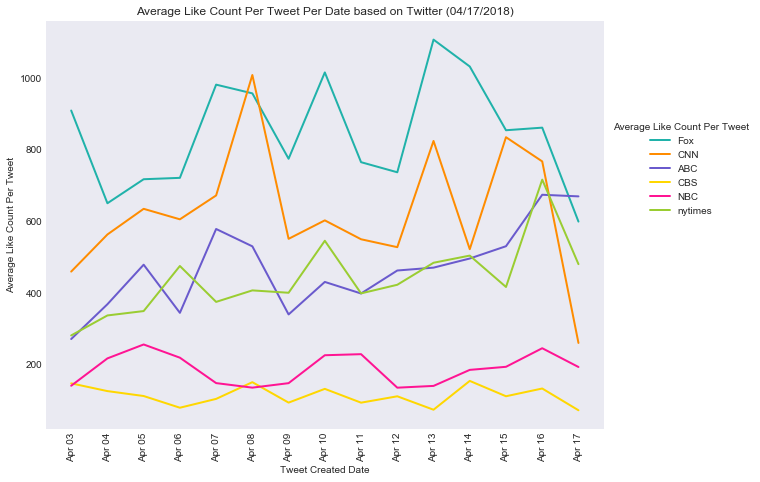 Average Like Count Per Tweet Per Date based on Twitter (04/17/2018)
Average Like Count Per Tweet
1000
800
600
400
200
Apr 03
Apr 04
Apr 05
Apr 06
Apr 07
Apr 08
Apr 09
Apr 10
Apr 11
Apr 12
Apr 13
Apr 14
Apr 15
Apr 16
Apr 17
Tweet Created Date
Average Like Count Per Tweet
Fox
CNN
ABC
CBS
NBC
nytimes